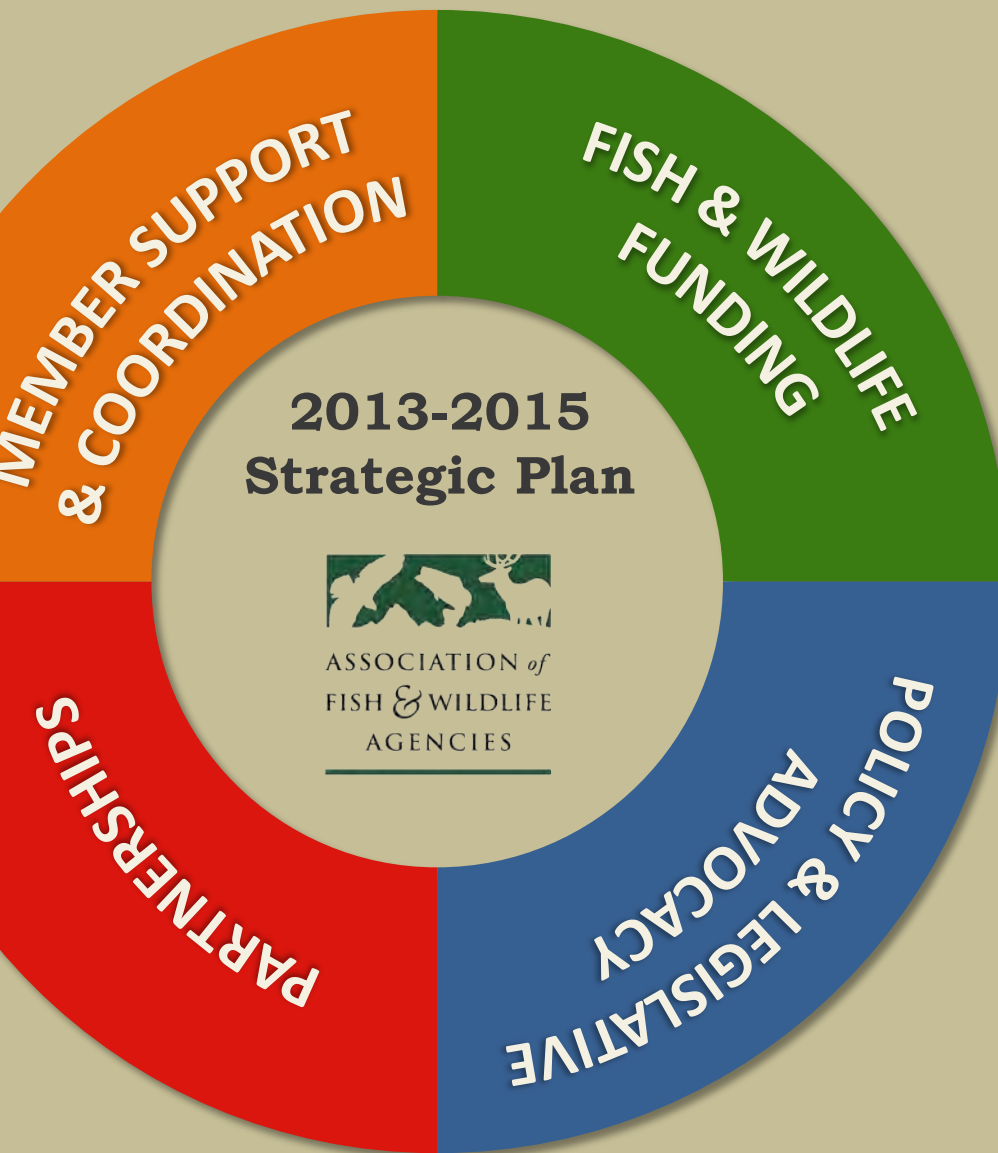 MEMBER SUPPORT
& COORDINATION
FISH & WILDLIFE
FUNDING
2013-2015
Strategic Plan
ASSOCIATION of
FISH & WILDLIFE
AGENCIES
PARTNERSHIPS
POLICY & LEGISLATIVE
ADVOCACY